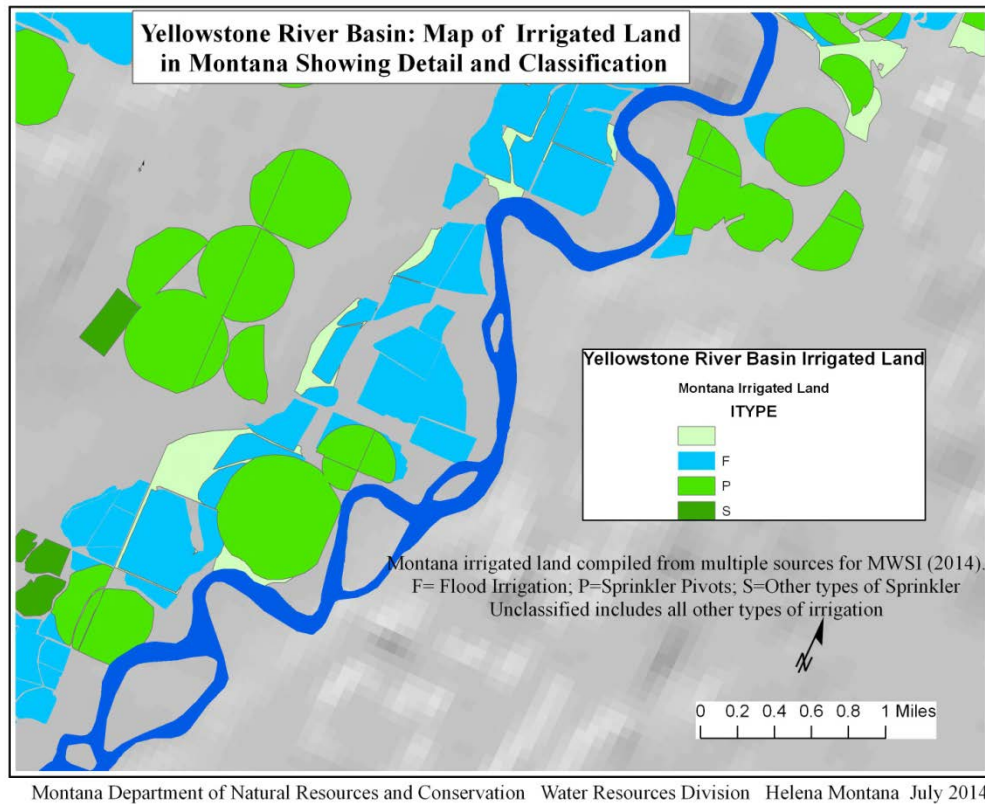 Yellowstone River Basin: Map of Irrigated Land
in Montana Showing Detail and Classification
Yellowstone River Basin Irrigated Land
Montana Irrigated Land
ITYPE
F
P
S
Montana irrigated land compiled from multiple sources for MWSI (2014).
F= Flood Irrigation; P=Sprinkler Pivots; S=Other types of Sprinkler
Unclassified includes all other types of irrigation
N
0 0.2 0.4 0.6 0.8 1 Miles
Montana Department of Natural Resources and Conservation Water Resources Division Helena Montana July 2014